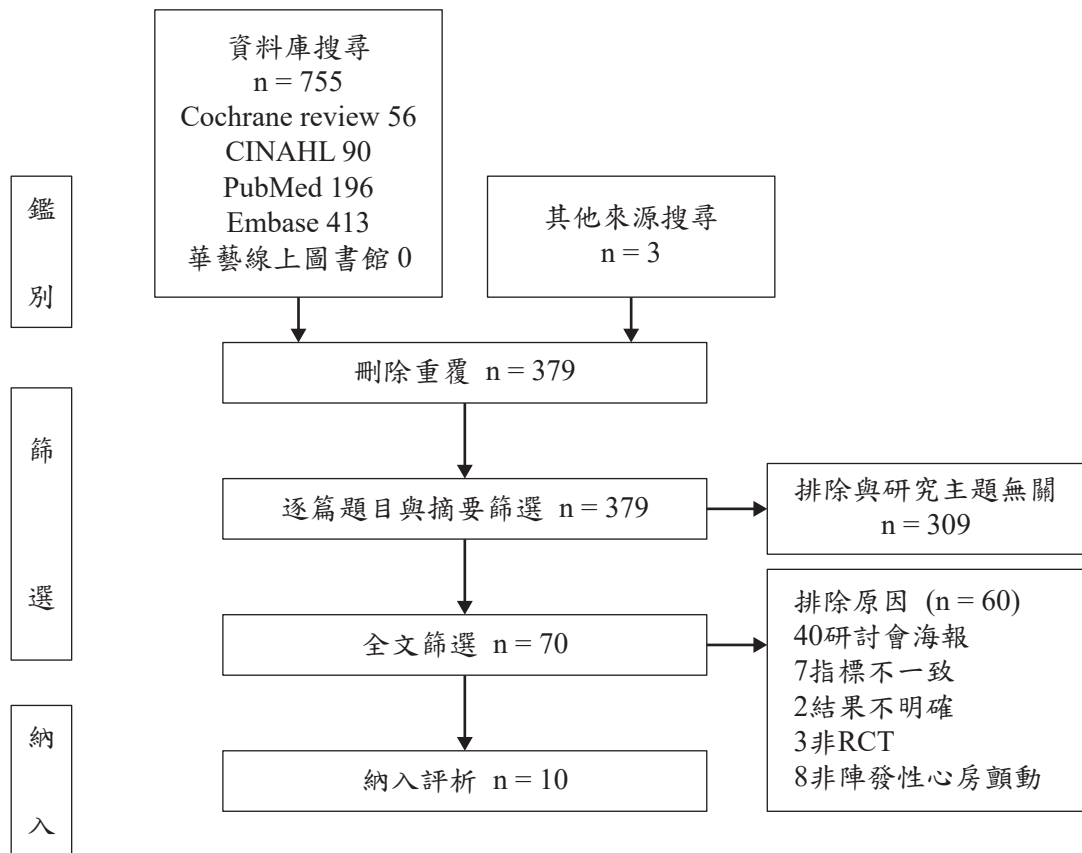 資料庫搜尋
n = 755
Cochrane review 56
CINAHL 90
PubMed 196
Embase 413
華藝線上圖書館 0
其他來源搜尋
n = 3
鑑
別
刪除重覆 n = 379
篩
選
逐篇題目與摘要篩選 n = 379
排除與研究主題無關
n = 309
全文篩選 n = 70
排除原因 (n = 60)
40研討會海報
7指標不一致
2結果不明確
3非RCT
8非陣發性心房顫動
納
入
納入評析 n = 10